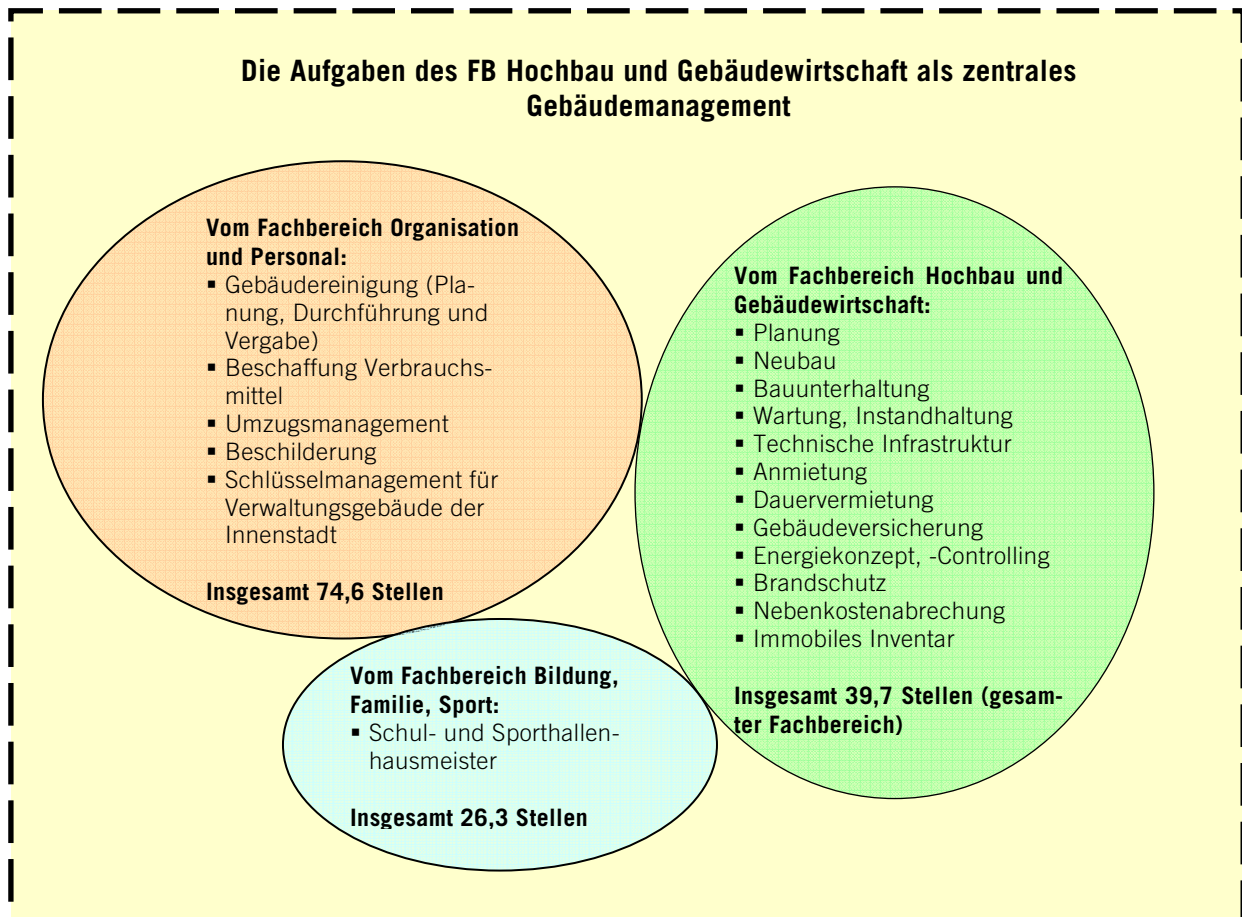 Die Aufgaben des FB Hochbau und Gebäudewirtschaft als zentrales
Gebäudemanagement
Vom Fachbereich Organisation
und Personal:
▪ Gebäudereinigung (Pla-
nung, Durchführung und
Vergabe)
▪ Beschaffung Verbrauchs-
mittel
▪ Umzugsmanagement
▪ Beschilderung
▪ Schlüsselmanagement für
Verwaltungsgebäude der
Innenstadt
Insgesamt 74,6 Stellen
Vom Fachbereich Hochbau und
Gebäudewirtschaft:
▪ Planung
▪ Neubau
▪ Bauunterhaltung
▪ Wartung, Instandhaltung
▪ Technische Infrastruktur
▪ Anmietung
▪ Dauervermietung
▪ Gebäudeversicherung
▪ Energiekonzept, -Controlling
▪ Brandschutz
▪ Nebenkostenabrechung
▪ Immobiles Inventar
Insgesamt 39,7 Stellen (gesam-
ter Fachbereich)
Vom Fachbereich Bildung,
Familie, Sport:
▪ Schul- und Sporthallen-
hausmeister
Insgesamt 26,3 Stellen